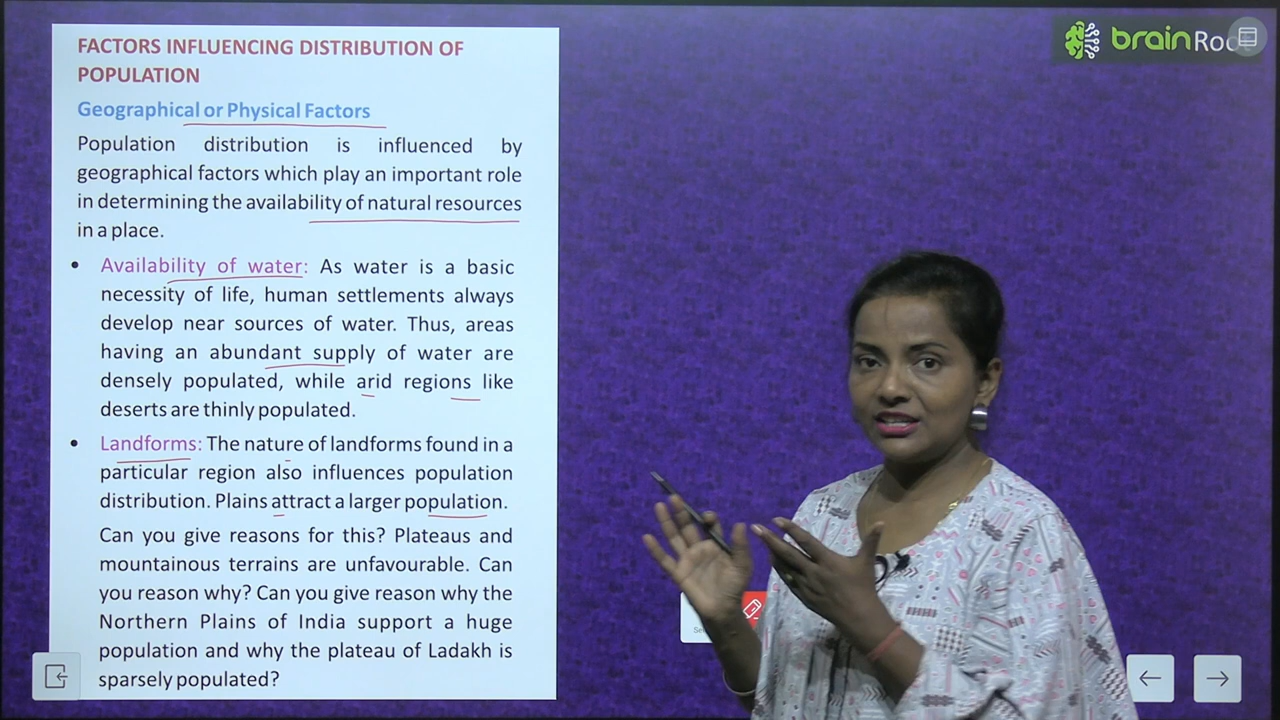 FACTORS INFLUENCING DISTRIBUTION OF
POPULATION
Geographical or Physical Factors
Population distribution is influenced by
geographical factors which play an important role
in determining the availability of natural resources
in a place.
• Availability of water: As water is a basic
necessity of life, human settlements always
develop near sources of water. Thus, areas
having an abundant supply of water are
densely populated, while arid regions like
deserts are thinly populated.
• Landforms: The nature of landforms found in a
particular region also influences population
distribution. Plains attract a larger population.
Can you give reasons for this? Plateaus and
mountainous terrains are unfavourable. Can
you reason why? Can you give reason why the
Northern Plains of India support a huge
population and why the plateau of Ladakh is
sparsely populated?
brain